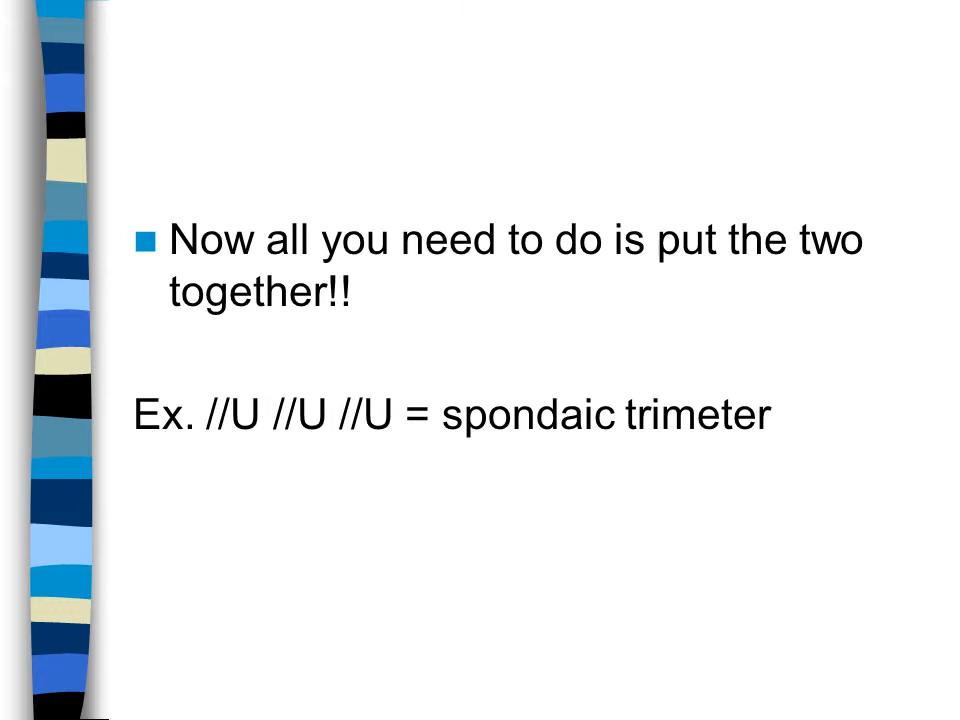 Now all you need to do is put the two
together!!
Ex. //U //U //U = spondaic trimeter